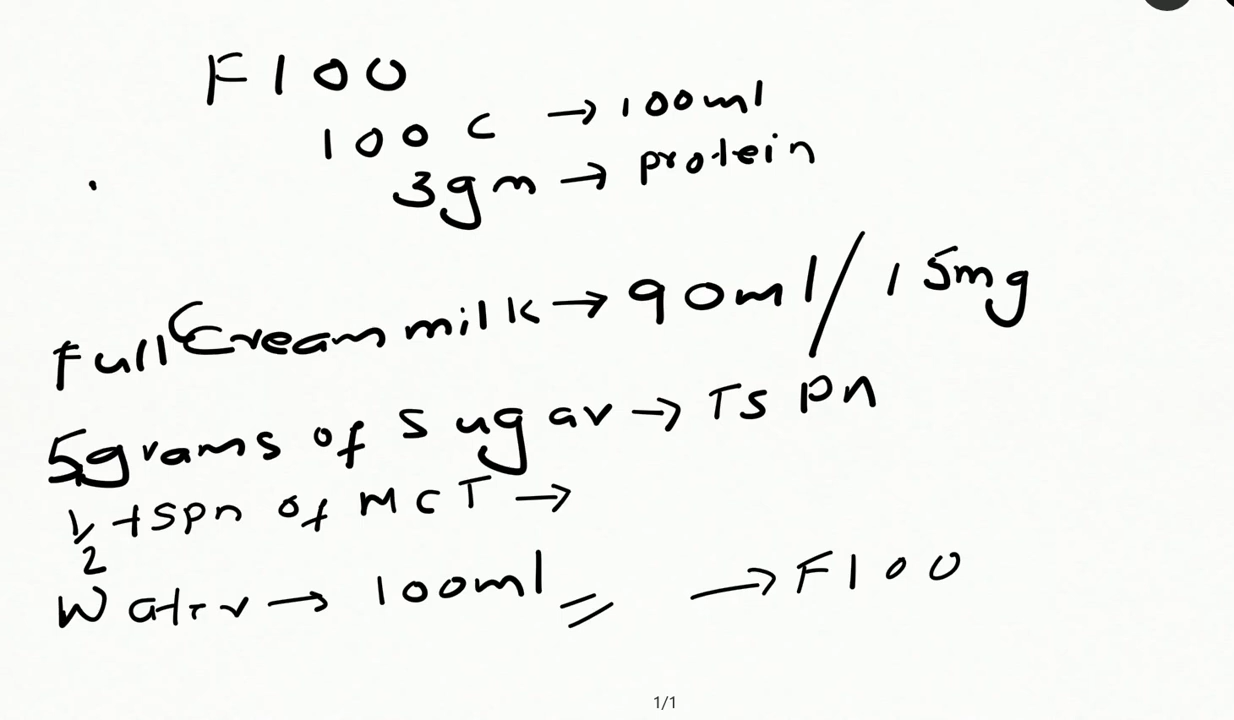 F100
100 C → 100ml
3gm → protein
Full Cream milk → 90ml / 15mg
5grams of sugar → Tspn
1/2 tspn of MCT →
Water → 100ml = → F100
1/1